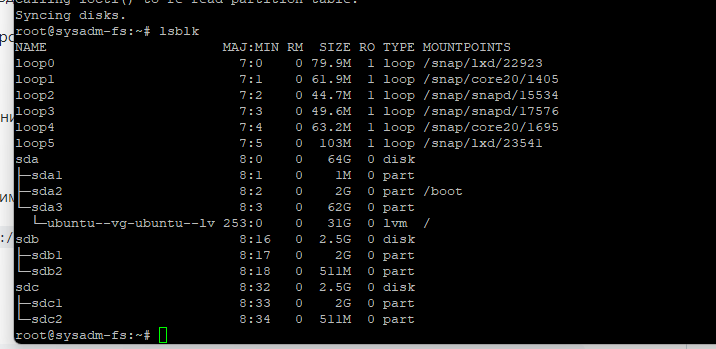 calling ioctl() to re-read partition table.
Syncing disks.
root@sysadm-fs:~# lsblk
NAME                      MAJ:MIN RM  SIZE RO TYPE MOUNTPOINTS
loop0                       7:0    0 79.9M  1 loop /snap/lxd/22923
loop1                       7:1    0 61.9M  1 loop /snap/core20/1405
loop2                       7:2    0 44.7M  1 loop /snap/snapd/15534
loop3                       7:3    0 49.6M  1 loop /snap/snapd/17576
loop4                       7:4    0 63.2M  1 loop /snap/core20/1695
loop5                       7:5    0  103M  1 loop /snap/lxd/23541
sda                         8:0    0   64G  0 disk
├─sda1                      8:1    0    1M  0 part
├─sda2                      8:2    0    2G  0 part /boot
└─sda3                      8:3    0   62G  0 part
  └─ubuntu--vg-ubuntu--lv 253:0    0   31G  0 lvm  /
sdb                         8:16   0  2.5G  0 disk
├─sdb1                      8:17   0    2G  0 part
└─sdb2                      8:18   0  511M  0 part
sdc                         8:32   0  2.5G  0 disk
├─sdc1                      8:33   0    2G  0 part
└─sdc2                      8:34   0  511M  0 part
root@sysadm-fs:~#